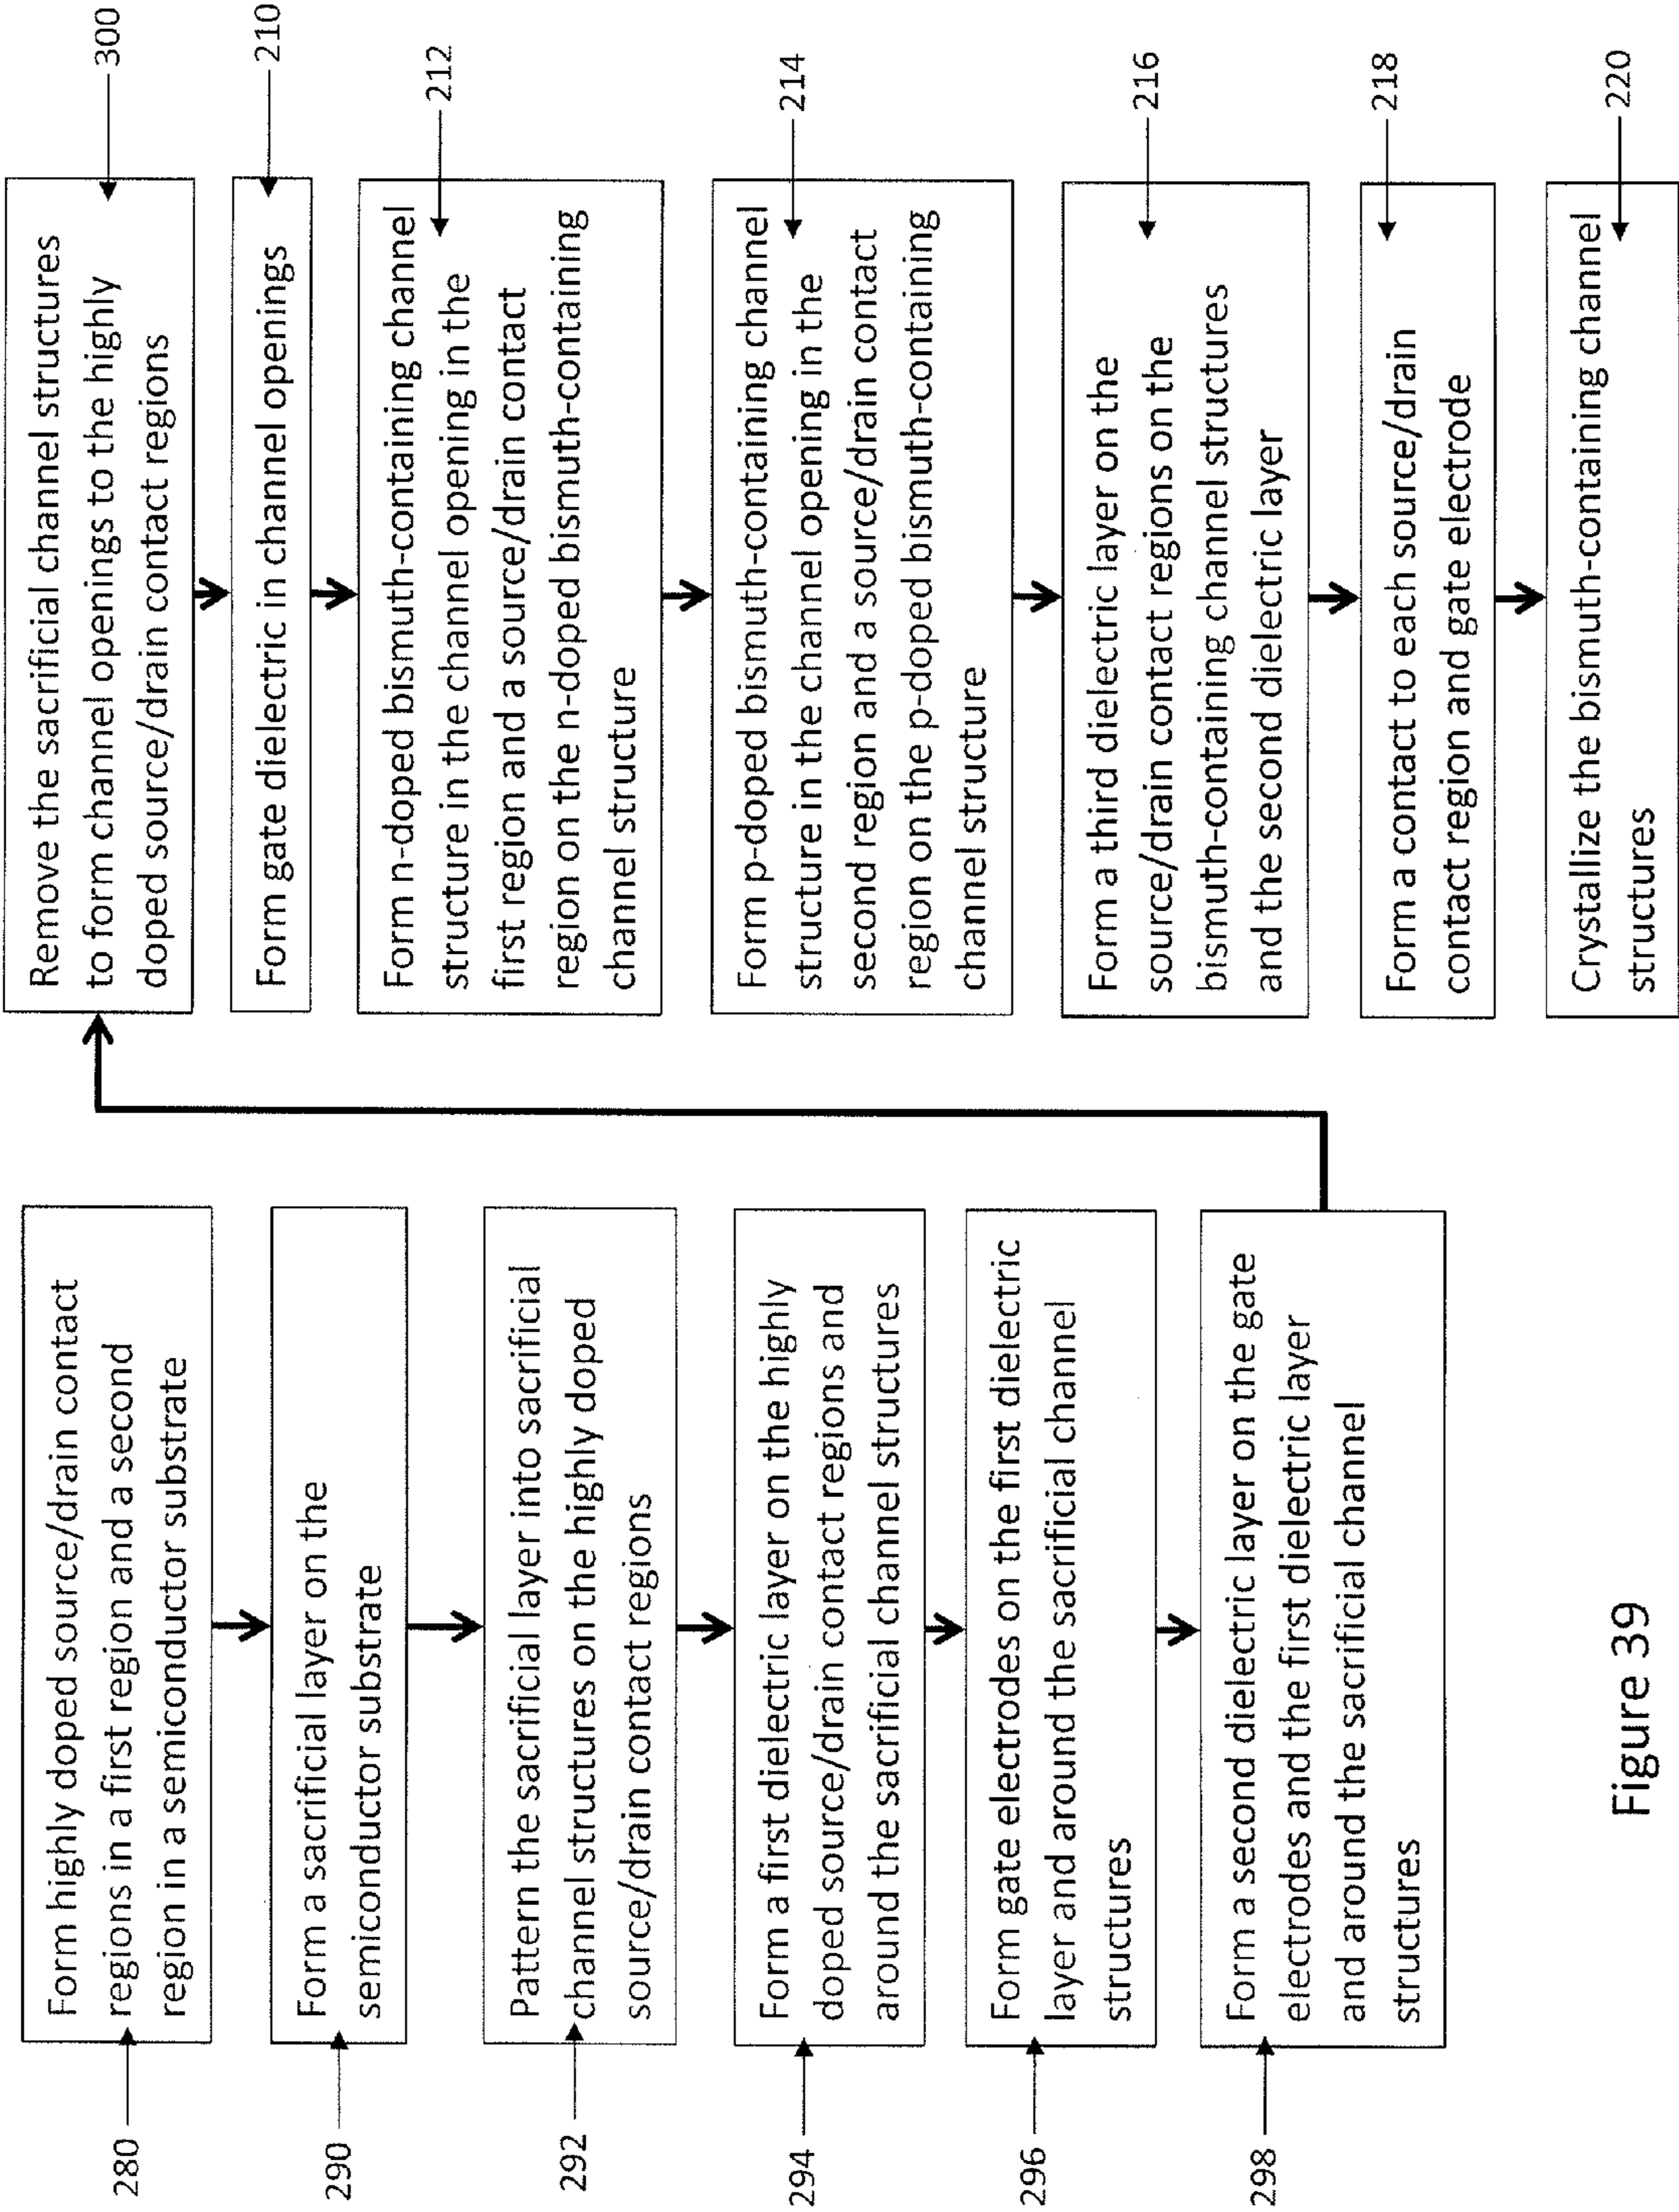 280
Form highly doped source/drain contact
regions in a first region and a second
region in a semiconductor substrate
290
Form a sacrificial layer on the
semiconductor substrate
292
Pattern the sacrificial layer into sacrificial
channel structures on the highly doped
source/drain contact regions
294
Form a first dielectric layer on the highly
doped source/drain contact regions and
around the sacrificial channel structures
296
Form gate electrodes on the first dielectric
layer and around the sacrificial channel
structures
298
Form a second dielectric layer on the gate
electrodes and the first dielectric layer
and around the sacrificial channel
structures
Remove the sacrificial channel structures
to form channel openings to the highly
doped source/drain contact regions
300
Form gate dielectric in channel openings
210
Form n-doped bismuth-containing channel
structure in the channel opening in the
first region and a source/drain contact
region on the n-doped bismuth-containing
channel structure
212
Form p-doped bismuth-containing channel
structure in the channel opening in the
second region and a source/drain contact
region on the p-doped bismuth-containing
channel structure
214
Form a third dielectric layer on the
source/drain contact regions on the
bismuth-containing channel structures
and the second dielectric layer
216
Form a contact to each source/drain
contact region and gate electrode
218
Crystallize the bismuth-containing channel
structures
220
Figure 39